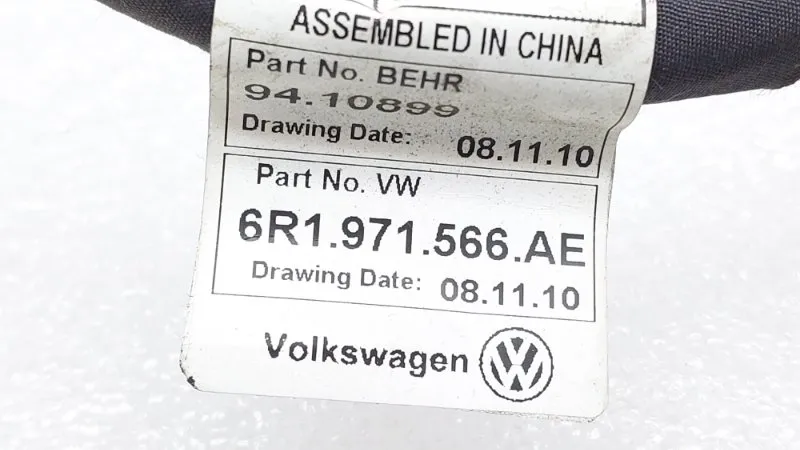 ASSEMBLED IN CHINA
Part No. BEHR
94.10899
Drawing Date: 08.11.10
Part No. VW
6R1.971.566.AE
Drawing Date: 08.11.10
Volkswagen